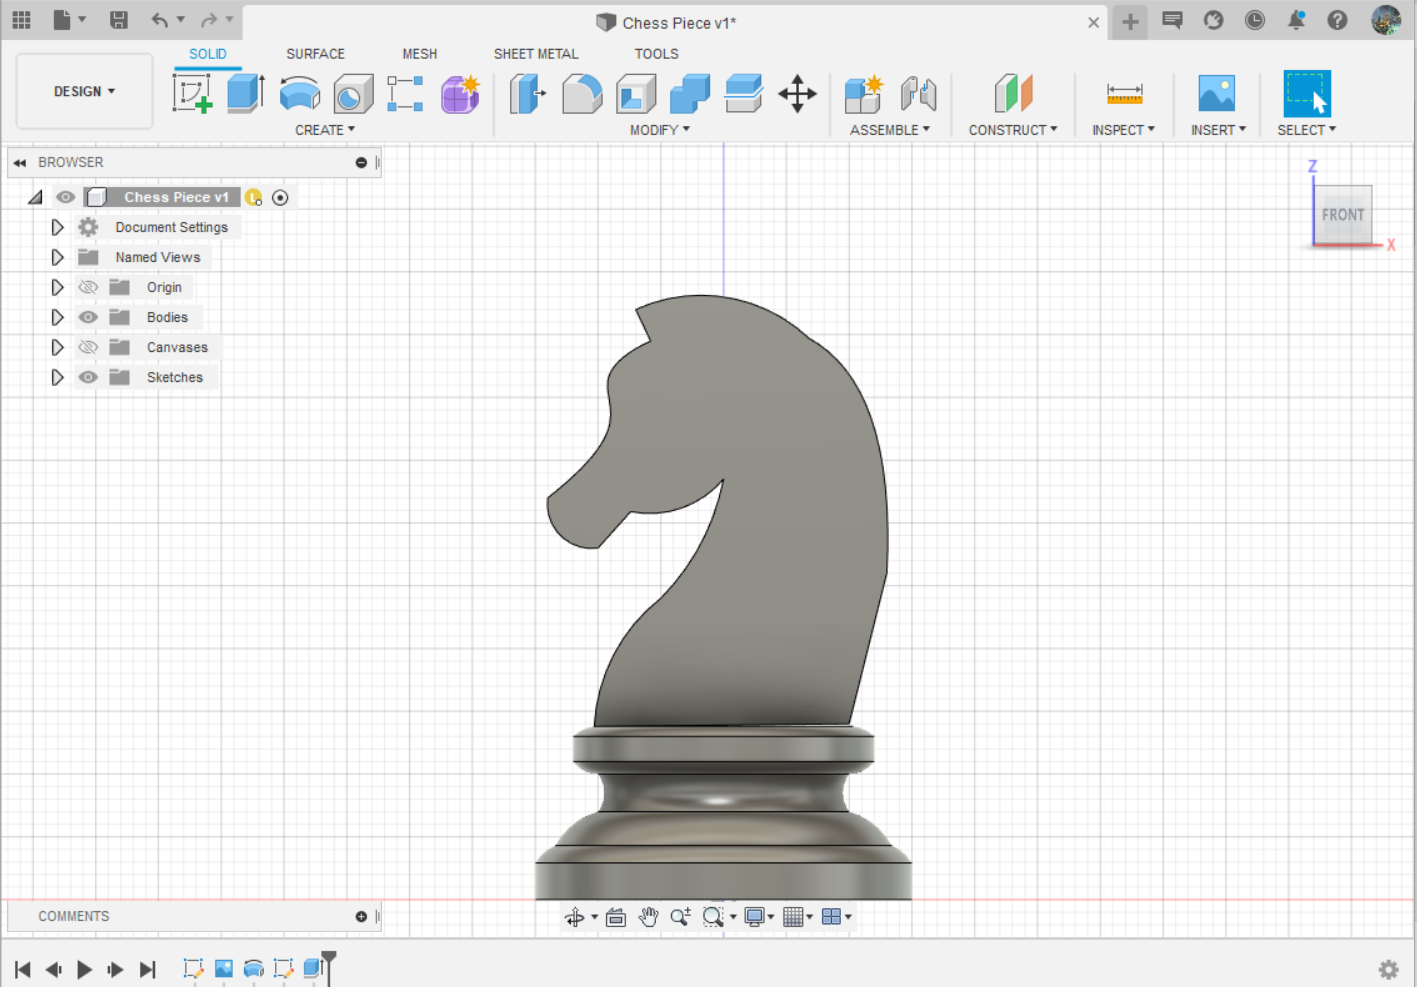 Chess Piece v1*
SOLID SURFACE MESH SHEET METAL TOOLS
DESIGN
CREATE MODIFY ASSEMBLE CONSTRUCT INSPECT INSERT SELECT
BROWSER
Chess Piece v1
Document Settings
Named Views
Origin
Bodies
Canvases
Sketches
Z
FRONT
X
COMMENTS